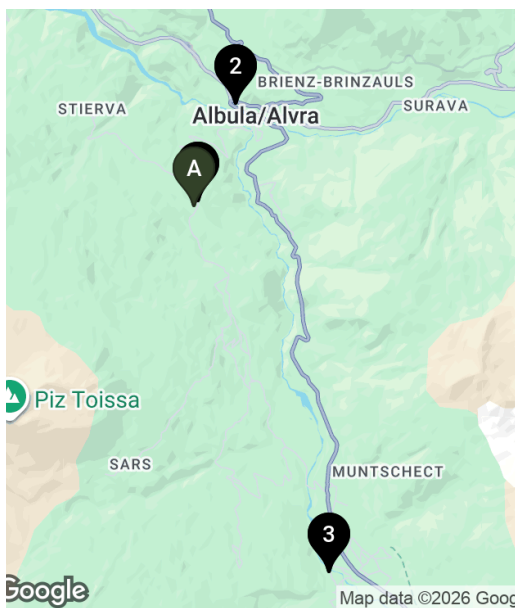 2
BRIENZ-BRINZAULS
STIERVA
SURAVA
Albula/Alvra
A
Piz Toissa
SARS
MUNTSCHECT
3
Google
Map data ©2026 Goog